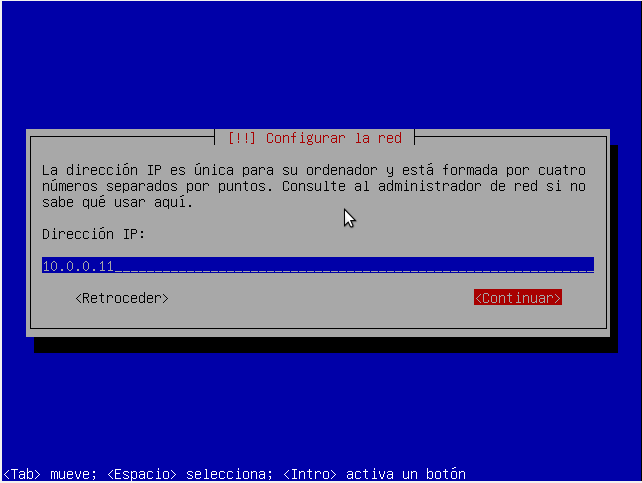 [!!] Configurar la red
La dirección IP es única para su ordenador y está formada por cuatro
números separados por puntos. Consulte al administrador de red si no
sabe qué usar aquí.
Dirección IP:
10.0.0.11
<Retroceder> <Continuar>
<Tab> mueve; <Espacio> selecciona; <Intro> activa un botón